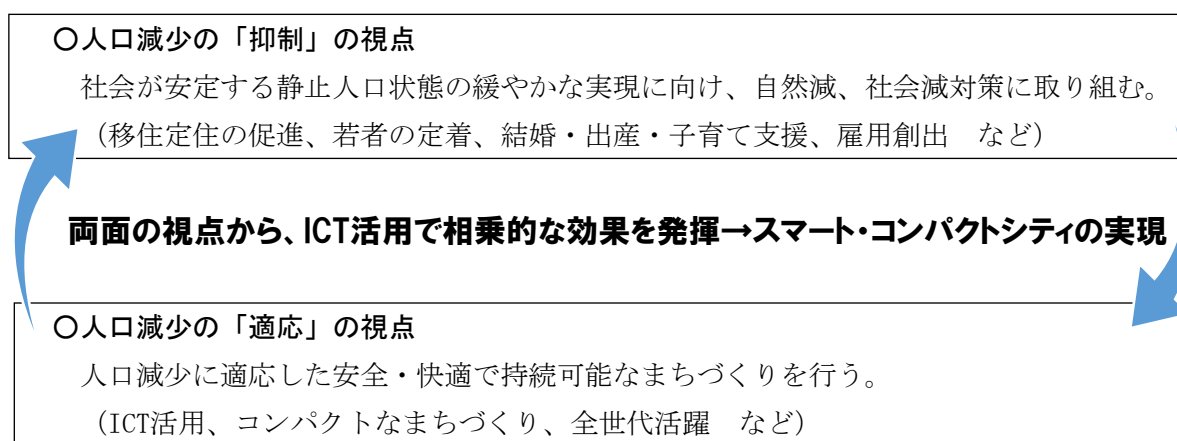 〇人口減少の「抑制」の視点
社会が安定する静止人口状態の緩やかな実現に向け、自然減、社会減対策に取り組む。
（移住定住の促進、若者の定着、結婚・出産・子育て支援、雇用創出　など）
両面の視点から、ICT活用で相乗的な効果を発揮→スマート・コンパクトシティの実現
〇人口減少の「適応」の視点
人口減少に適応した安全・快適で持続可能なまちづくりを行う。
（ICT活用、コンパクトなまちづくり、全世代活躍　など）